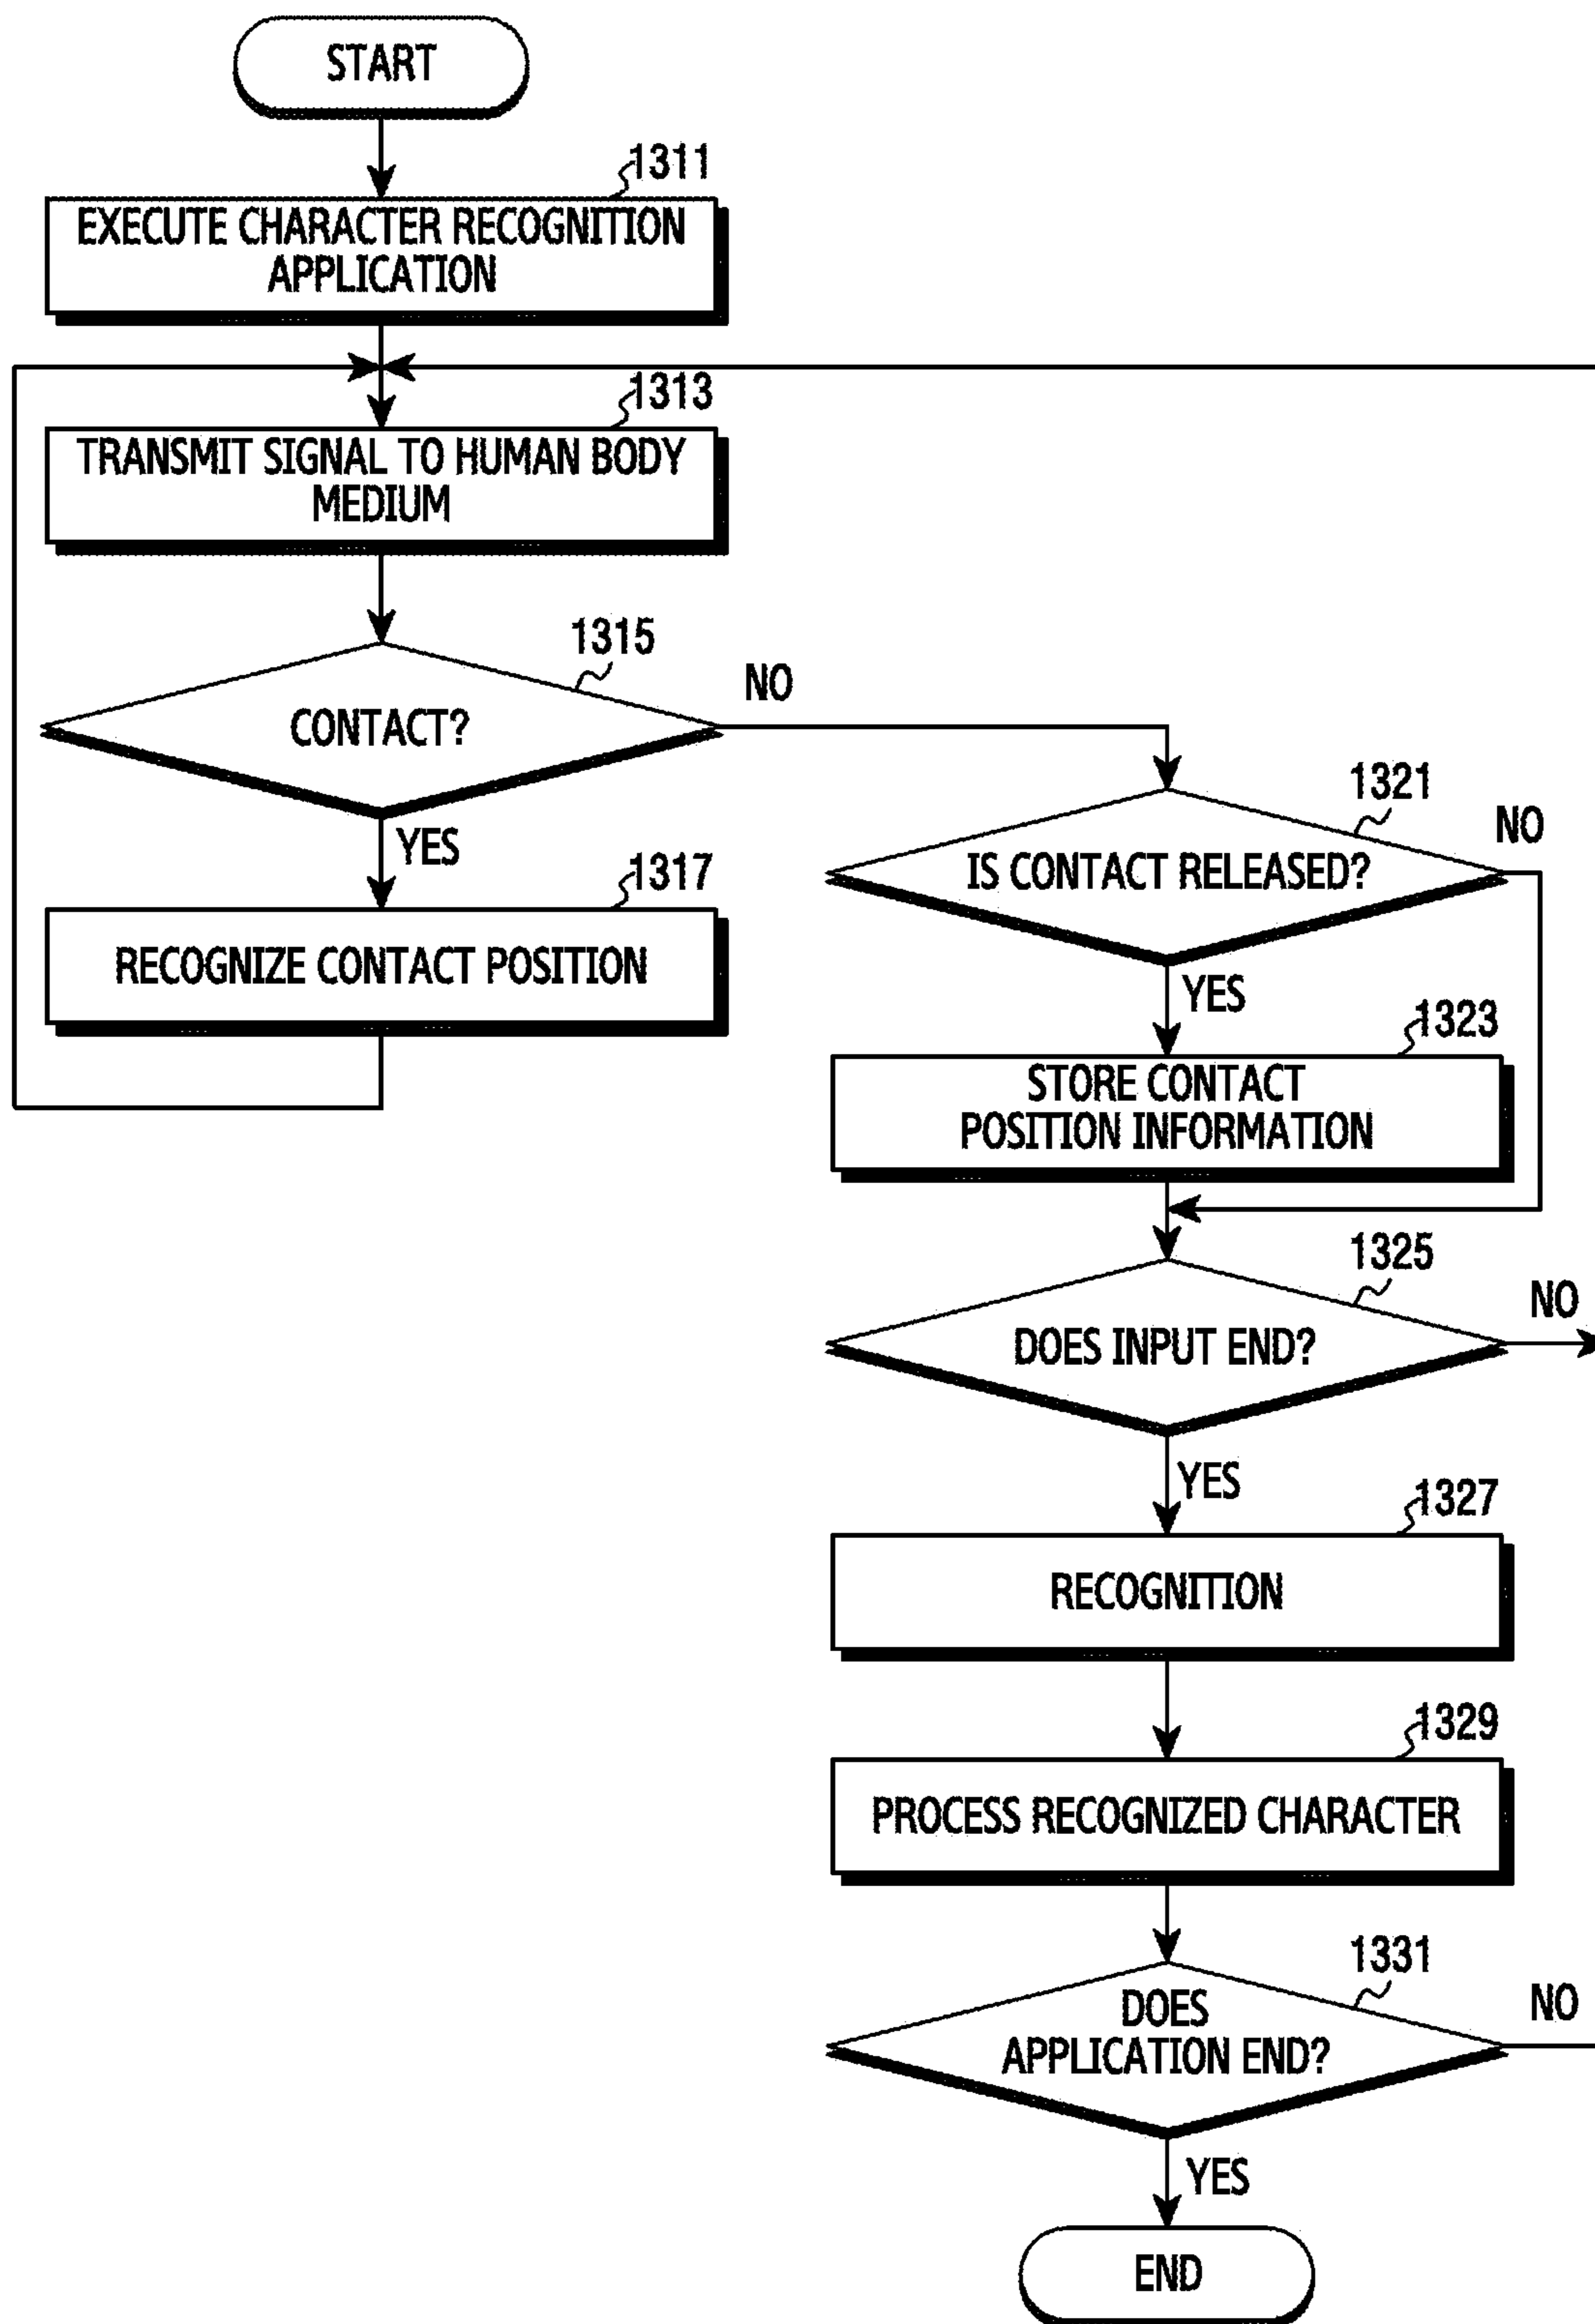 START
1311
EXECUTE CHARACTER RECOGNITION
APPLICATION
1313
TRANSMIT SIGNAL TO HUMAN BODY
MEDIUM
1315
CONTACT?
NO
YES
1317
RECOGNIZE CONTACT POSITION
1321
IS CONTACT RELEASED?
NO
YES
1323
STORE CONTACT
POSITION INFORMATION
1325
DOES INPUT END?
NO
YES
1327
RECOGNITION
1329
PROCESS RECOGNIZED CHARACTER
1331
DOES
APPLICATION END?
NO
YES
END